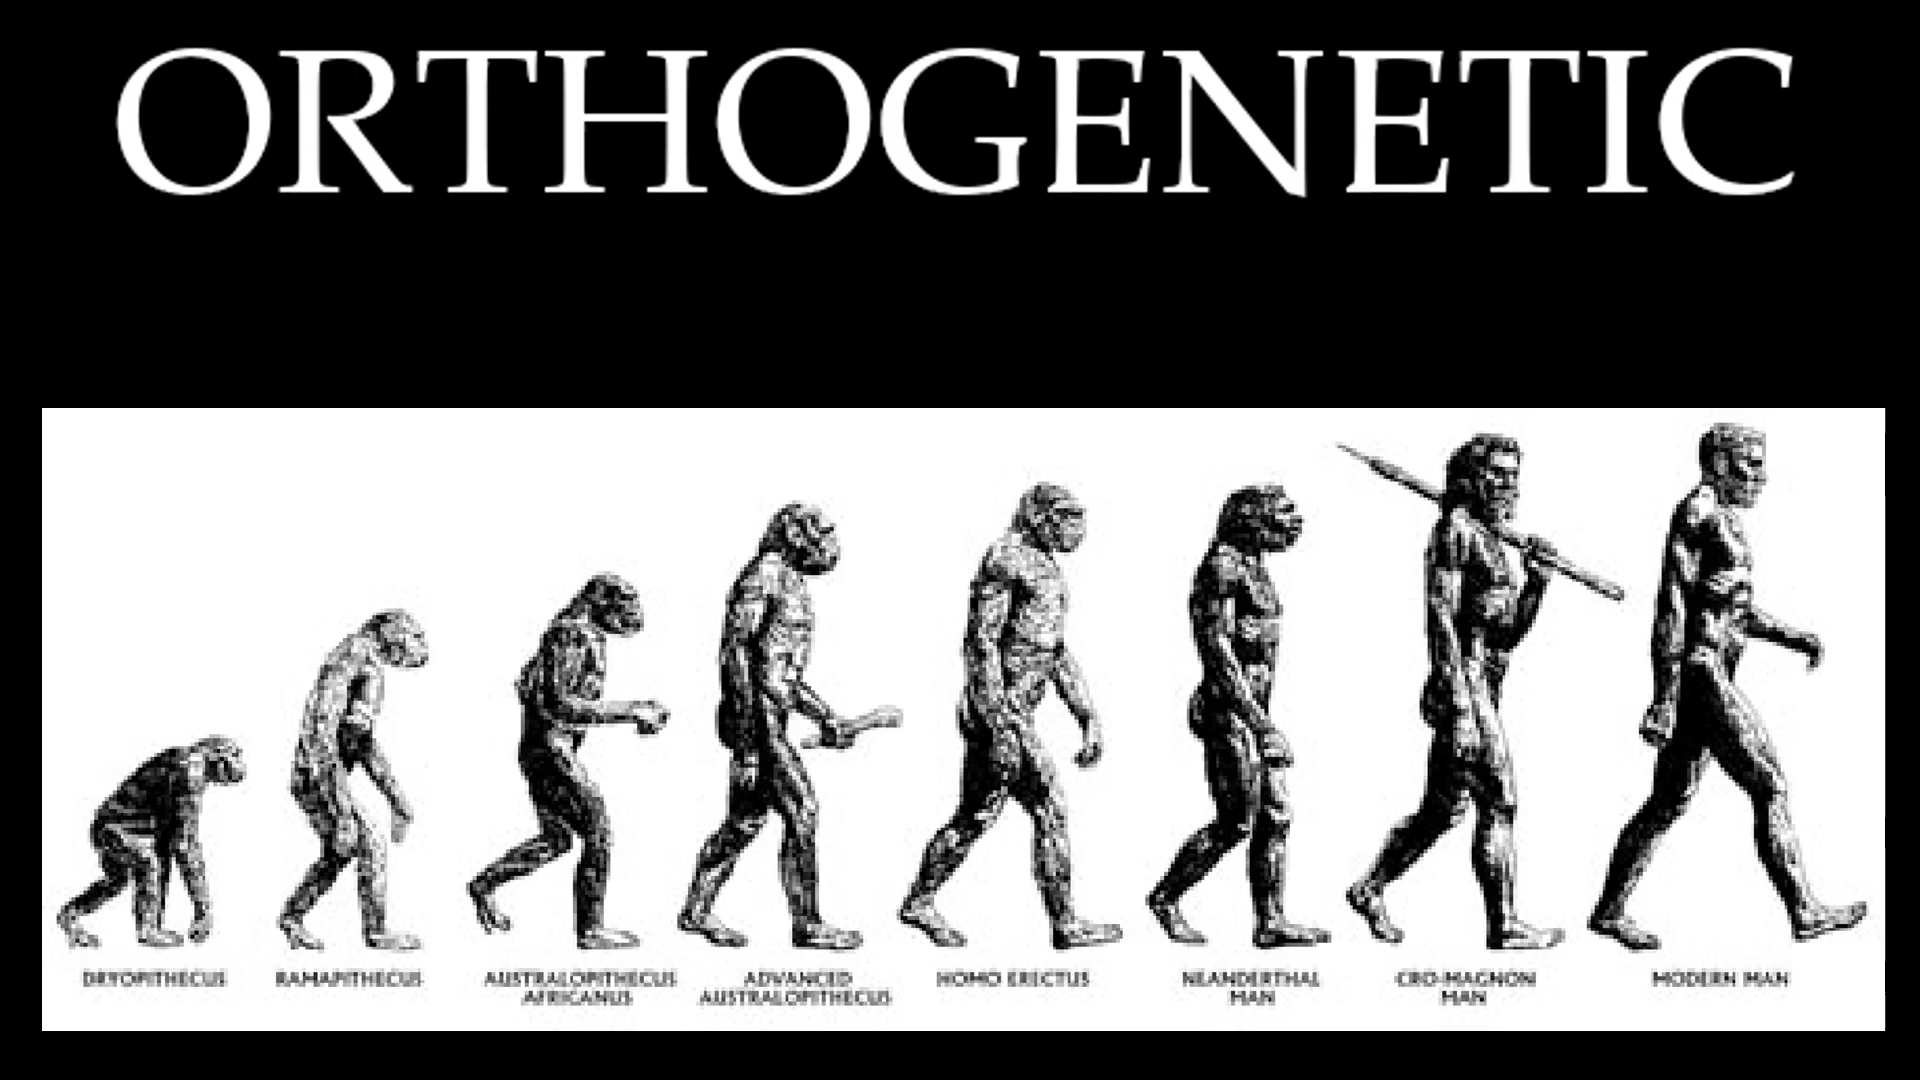 ORTHOGENETIC
DRYOPITHECUS
RAMAPITHECUS
AUSTRALOPITHECUS
AFRICANUS
ADVANCED
AUSTRALOPITHECUS
HOMO ERECTUS
NEANDERTHAL
MAN
CRO-MAGNON
MAN
MODERN MAN